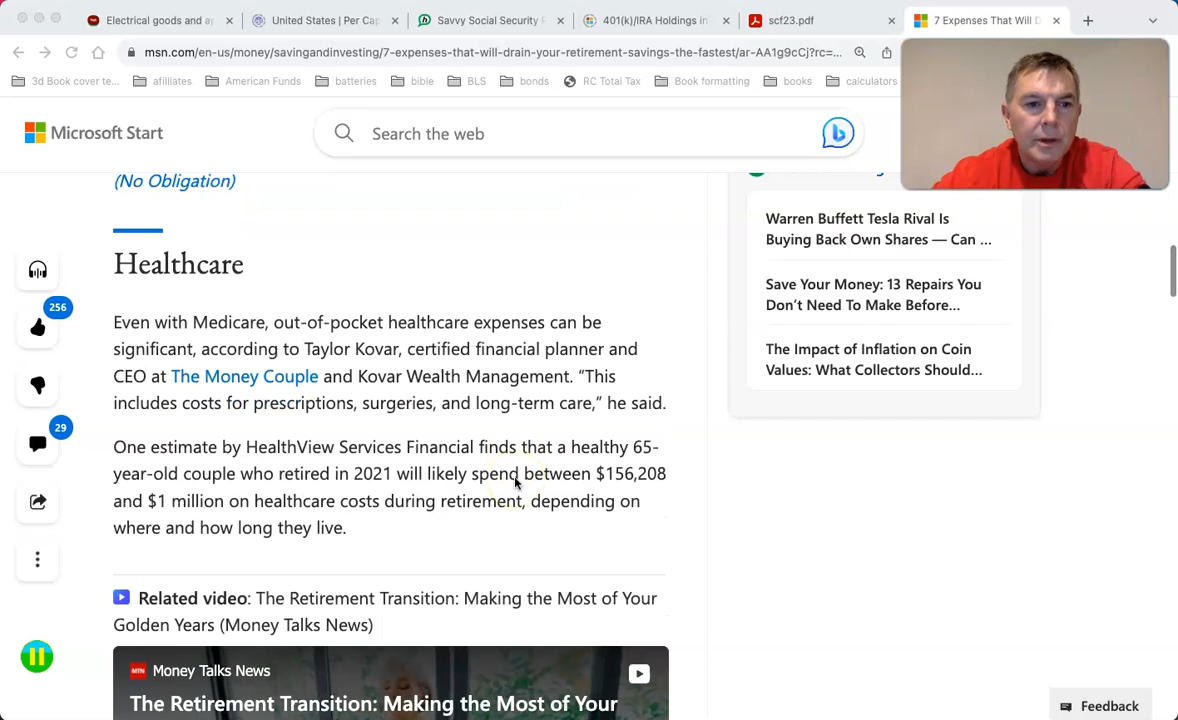 Electrical goods and a
United States | Per Ca
Savvy Social Security
401(k)/IRA Holdings in
scf23.pdf
7 Expenses That Will D
msn.com/en-us/money/savingandinvesting/7-expenses-that-will-drain-your-retirement-savings-the-fastest/ar-AA1g9cCj?rc=...
3d Book cover te...
afilliates
American Funds
batteries
bible
BLS
bonds
RC Total Tax
Book formatting
books
calculators
Microsoft Start
Search the web
(No Obligation)
Healthcare
256
Even with Medicare, out-of-pocket healthcare expenses can be
significant, according to Taylor Kovar, certified financial planner and
CEO at The Money Couple and Kovar Wealth Management. “This
includes costs for prescriptions, surgeries, and long-term care,” he said.
29
One estimate by HealthView Services Financial finds that a healthy 65-
year-old couple who retired in 2021 will likely spend between $156,208
and $1 million on healthcare costs during retirement, depending on
where and how long they live.
Related video: The Retirement Transition: Making the Most of Your
Golden Years (Money Talks News)
MTN Money Talks News
The Retirement Transition: Making the Most of Your
Warren Buffett Tesla Rival Is
Buying Back Own Shares — Can ...
Save Your Money: 13 Repairs You
Don’t Need To Make Before...
The Impact of Inflation on Coin
Values: What Collectors Should...
Feedback